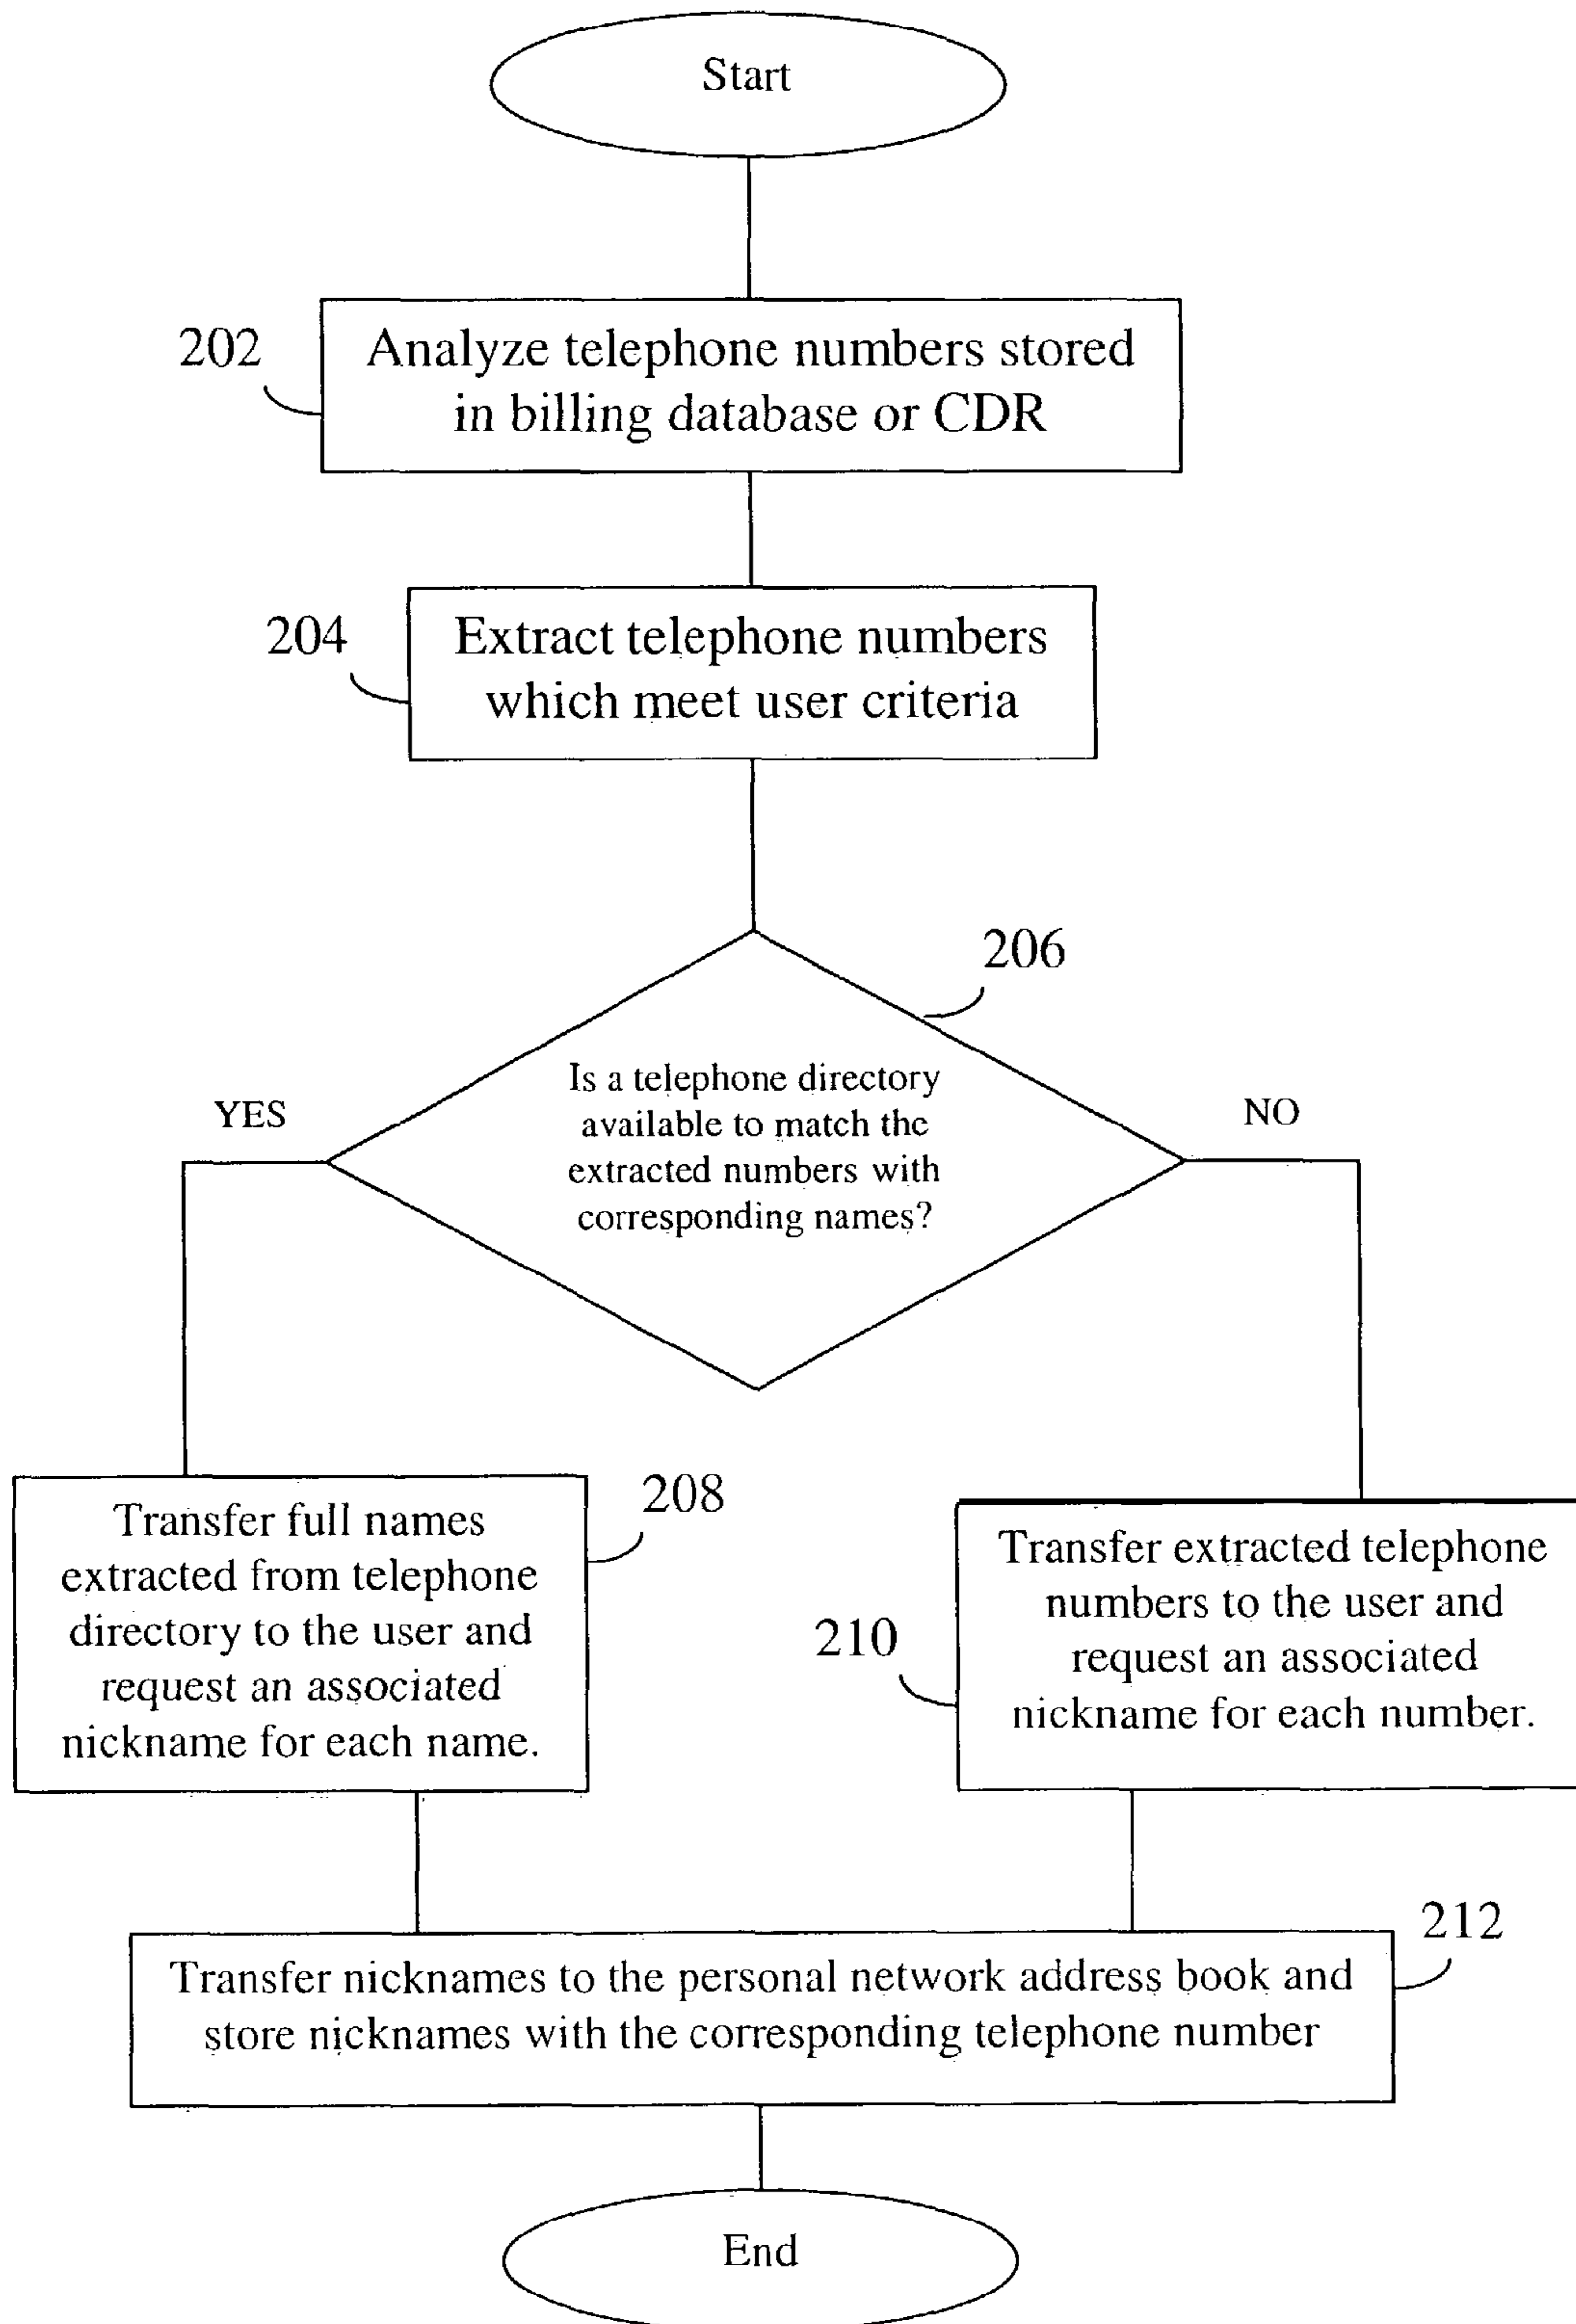 Start
202
Analyze telephone numbers stored
in billing database or CDR
204
Extract telephone numbers
which meet user criteria
206
Is a telephone directory
available to match the
extracted numbers with
corresponding names?
YES
NO
208
Transfer full names
extracted from telephone
directory to the user and
request an associated
nickname for each name.
210
Transfer extracted telephone
numbers to the user and
request an associated
nickname for each number.
212
Transfer nicknames to the personal network address book and
store nicknames with the corresponding telephone number
End